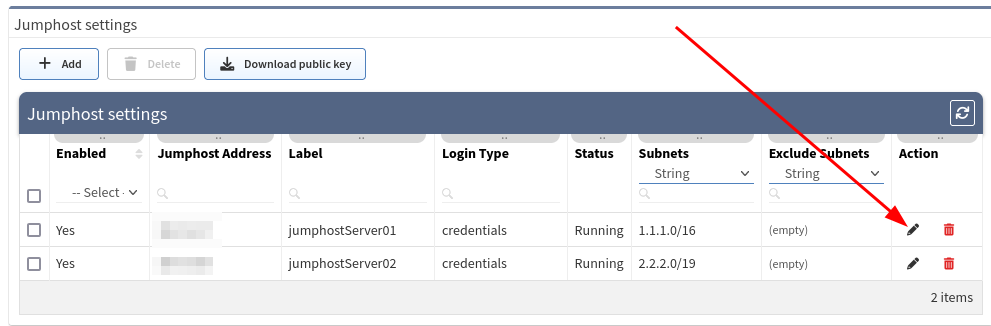 Jumphost settings
Add Delete Download public key
Jumphost settings
Enabled Jumphost Address Label Login Type Status Subnets Exclude Subnets Action
-- Select - String String
Yes jumphostServer01 credentials Running 1.1.1.0/16 (empty)
Yes jumphostServer02 credentials Running 2.2.2.0/19 (empty)
2 items